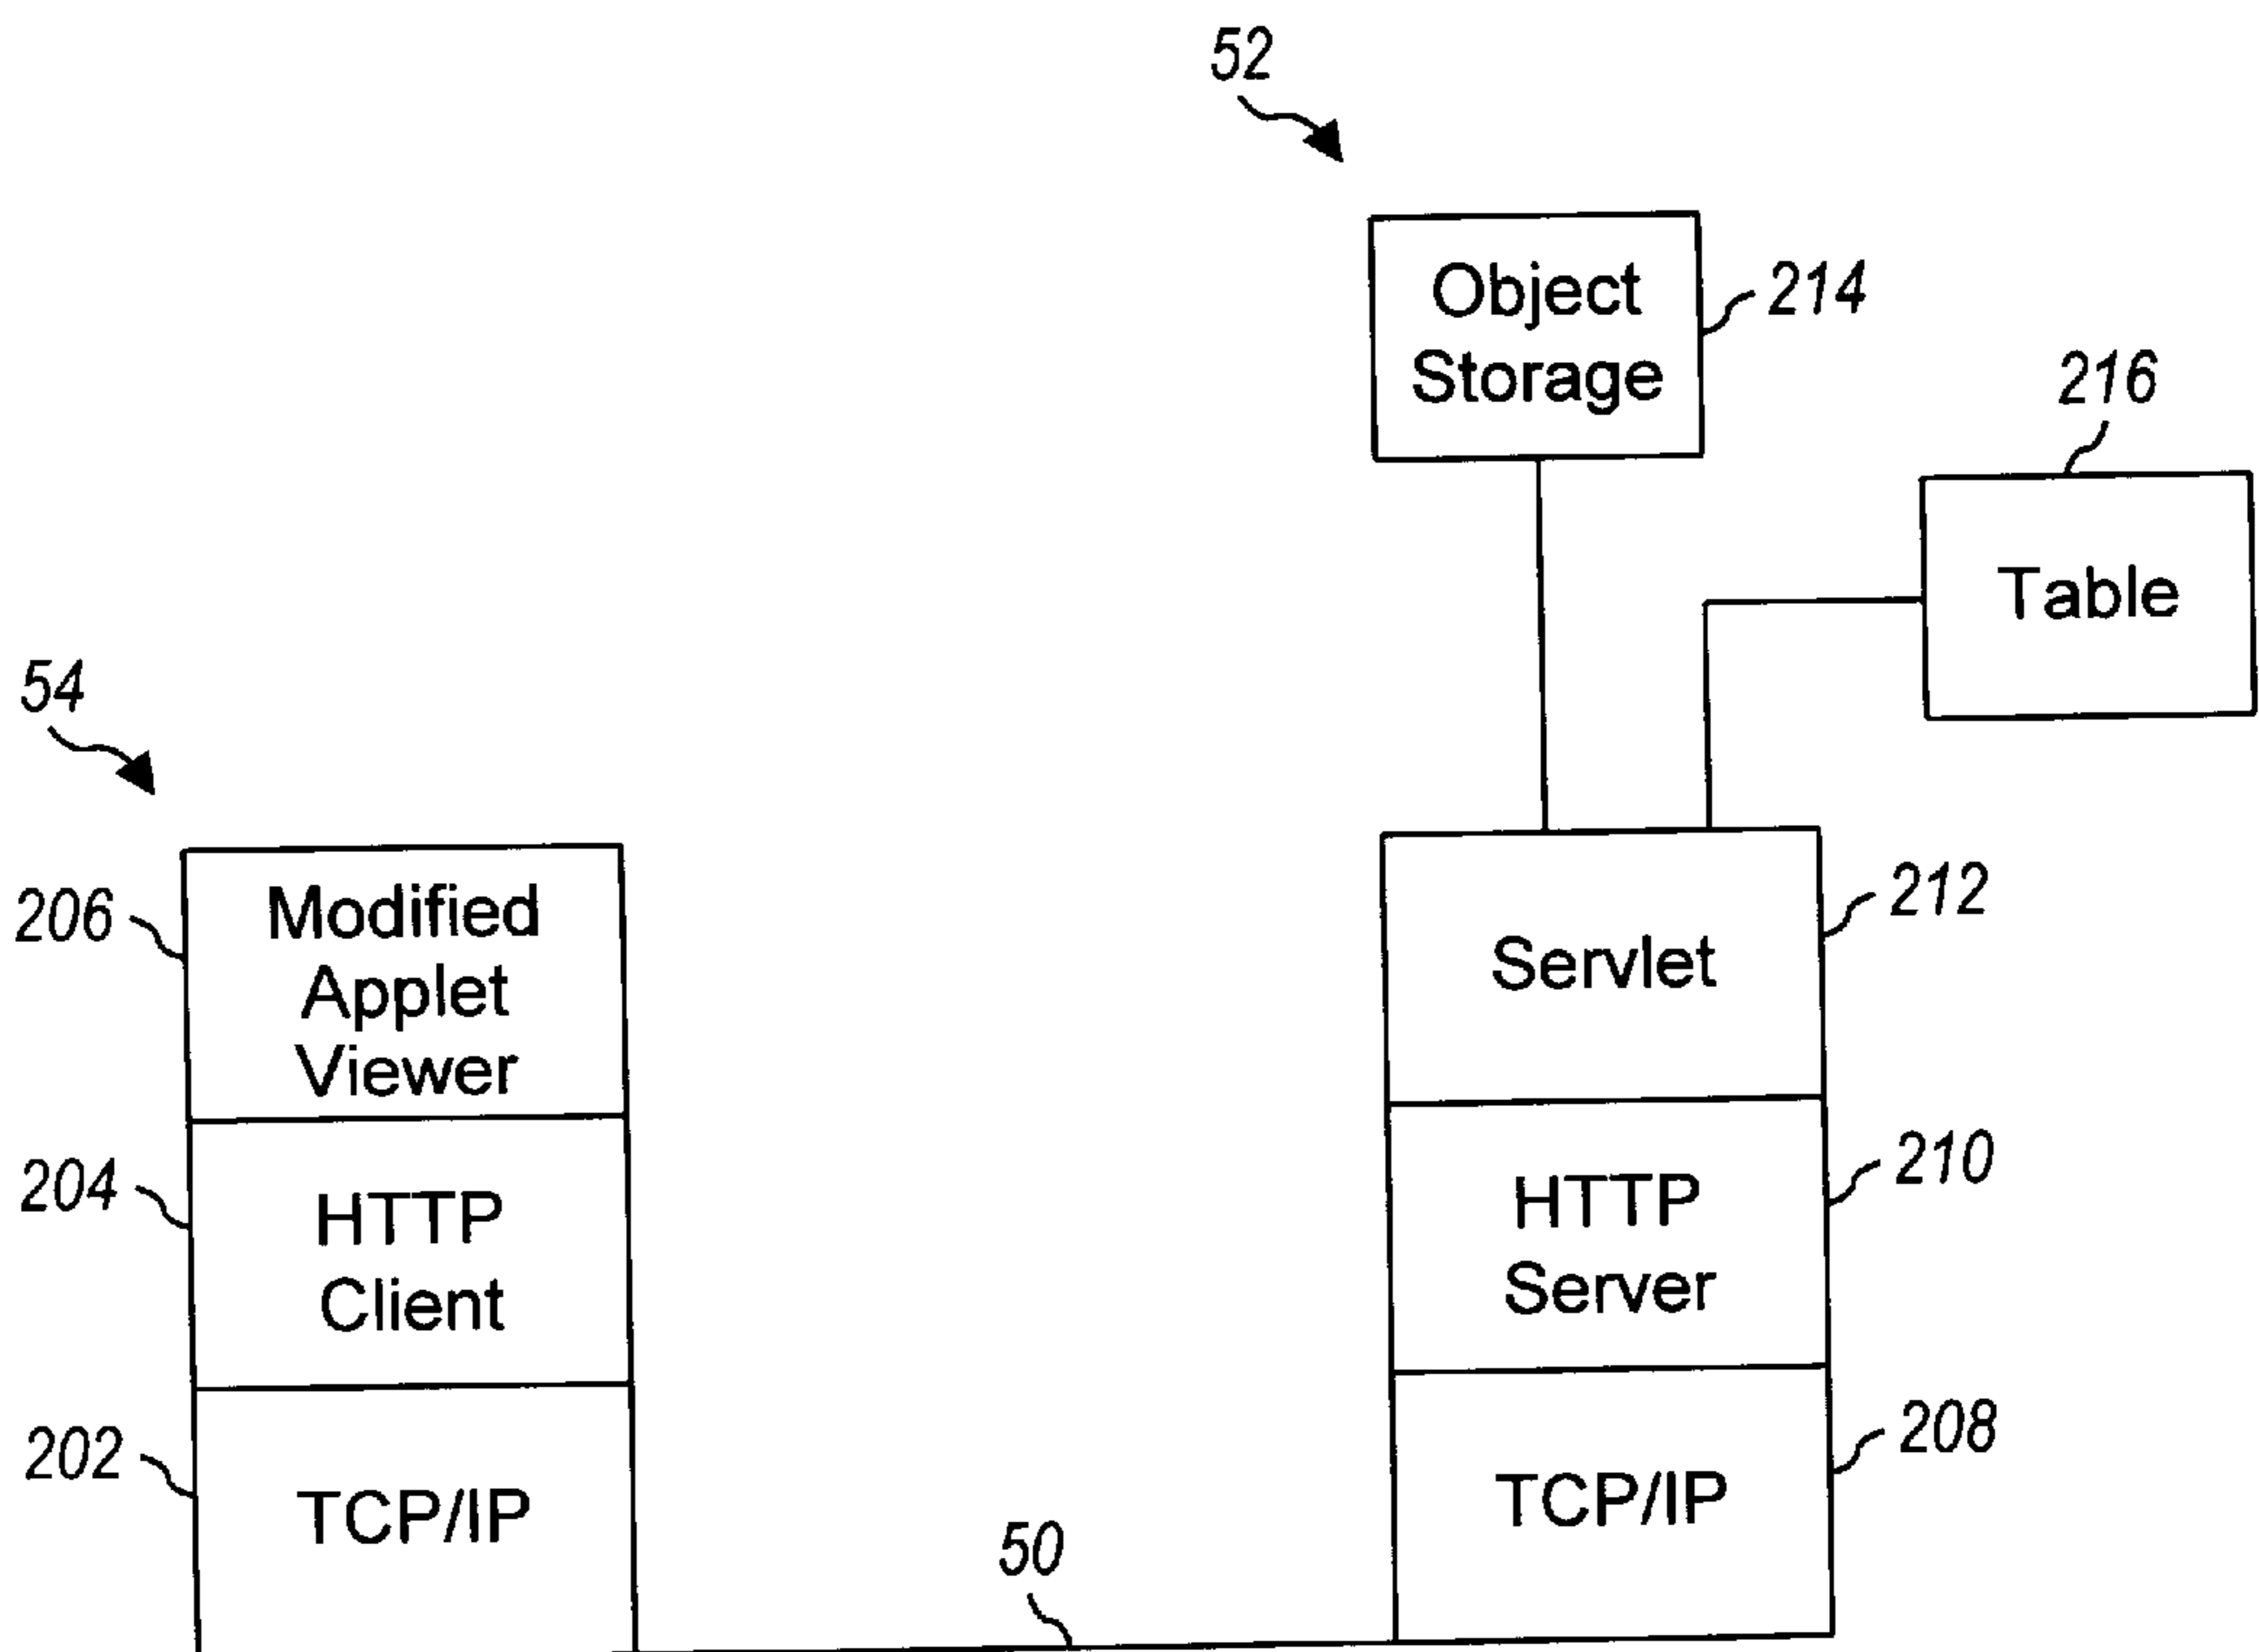 52
Object
Storage
214
216
Table
54
206
Modified
Applet
Viewer
212
Servlet
204
HTTP
Client
210
HTTP
Server
202
TCP/IP
208
TCP/IP
50